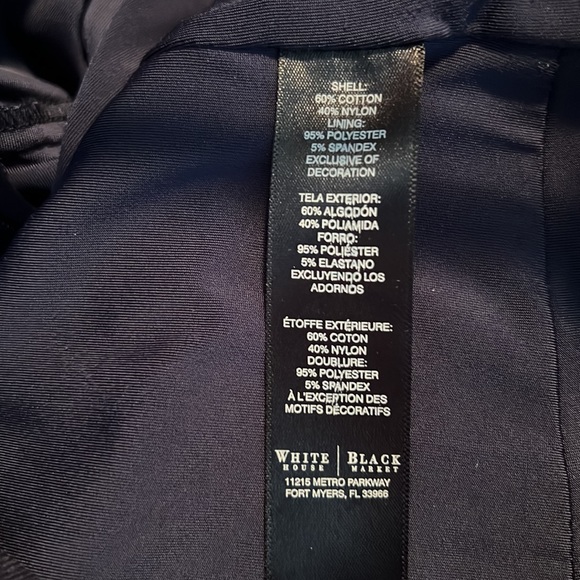 SHELL:
60% COTTON
40% NYLON
LINING:
95% POLYESTER
5% SPANDEX
EXCLUSIVE OF
DECORATION
TELA EXTERIOR:
60% ALGODÓN
40% POLIAMIDA
FORRO:
95% POLIÉSTER
5% ELASTANO
EXCLUYENDO LOS
ADORNOS
ÉTOFFE EXTÉRIEURE:
60% COTON
40% NYLON
DOUBLURE:
95% POLYESTER
5% SPANDEX
À L'EXCEPTION DES
MOTIFS DÉCORATIFS
WHITE | BLACK
HOUSE | MARKET
11215 METRO PARKWAY
FORT MYERS, FL 33966